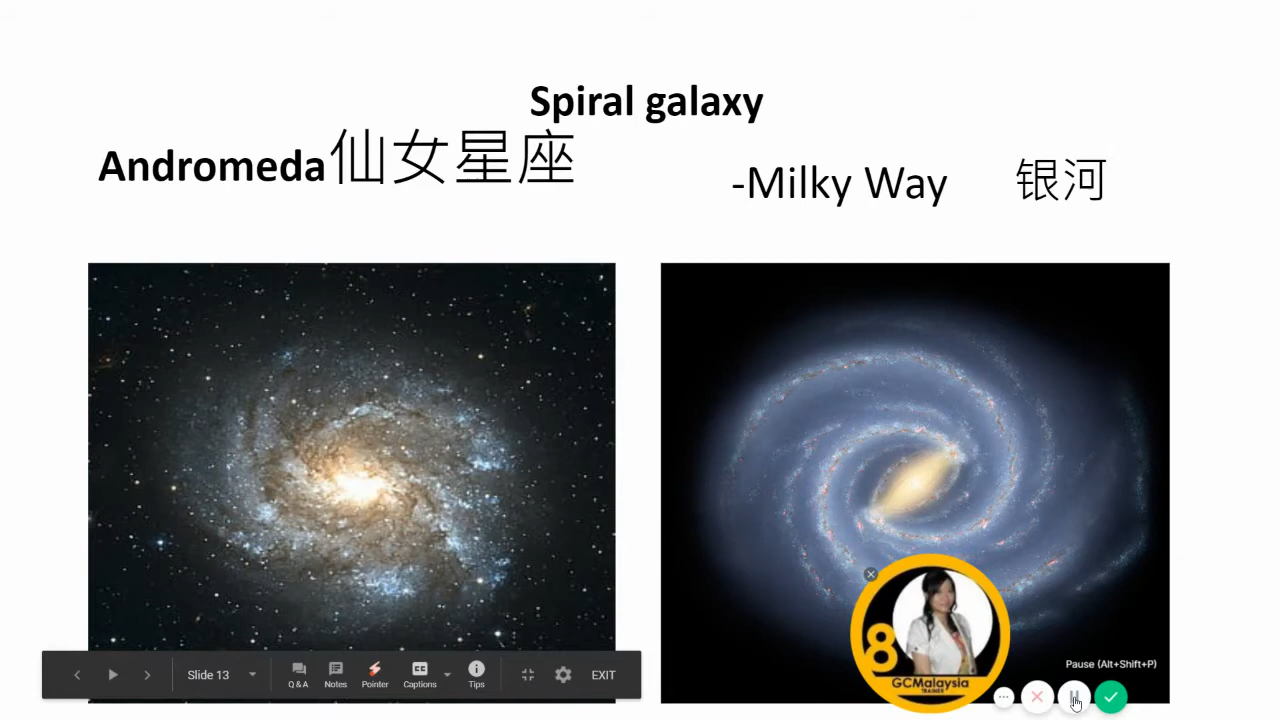 Spiral galaxy
Andromeda仙女星座
-Milky Way 银河
8
GCMalaysia
TRAINER
Pause (Alt+Shift+P)
Slide 13
Q & A
Notes
Pointer
CC
Captions
Tips
EXIT